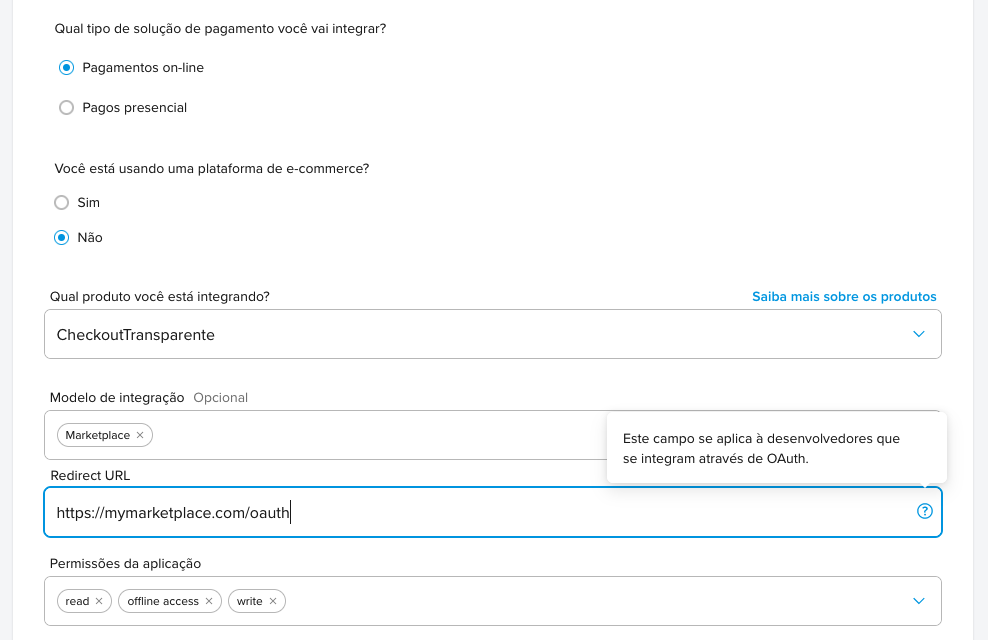 Qual tipo de solução de pagamento você vai integrar?
Pagamentos on-line
Pagos presencial
Você está usando uma plataforma de e-commerce?
Sim
Não
Qual produto você está integrando?
Saiba mais sobre os produtos
CheckoutTransparente
Modelo de integração Opcional
Marketplace ×
Este campo se aplica à desenvolvedores que
se integram através de OAuth.
Redirect URL
https://mymarketplace.com/oauth
?
Permissões da aplicação
read × offline access × write ×